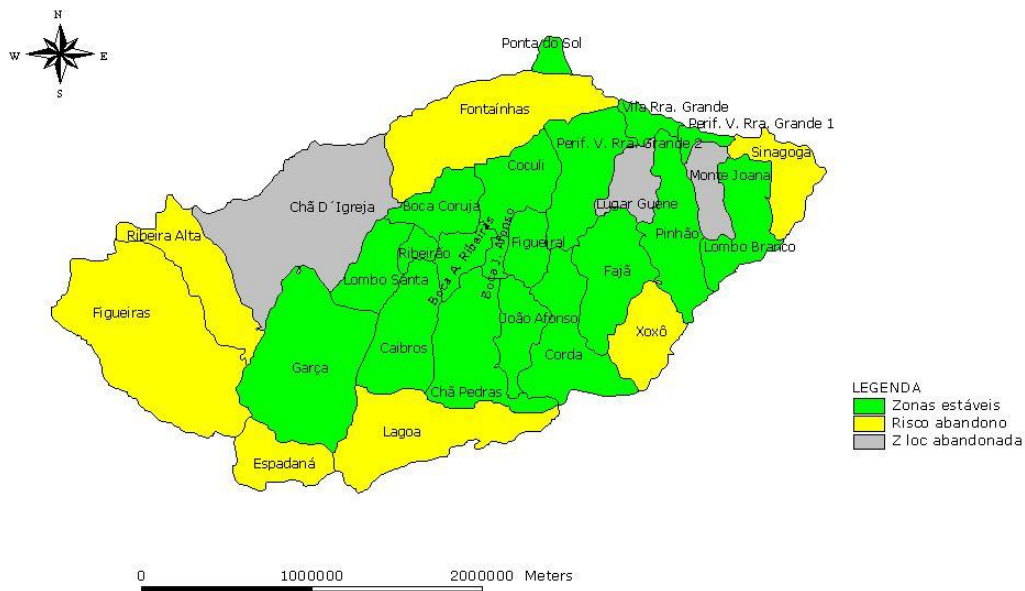 N
W E
S
Ponta do Sol
Fontaínhas
Vila Rra. Grande
Perif. V. Rra. Grande 1
Perif. V. Rra. Grande 2
Sinagoga
Coculi
Monte Joana
Chã D´Igreja
Boca Coruja
Lugar Guene
Ribeira Alta
Boca A. Ribeiras
Boca J. Afonso
Figueiral
Pinhão
Ribeirão
Lombo Branco
Lombo Santa
Fajã
Figueiras
João Afonso
Xoxô
Caibros
Corda
Garça
Chã Pedras
Lagoa
Espadaná
LEGENDA
Zonas estáveis
Risco abandono
Z loc abandonada
0 1000000 2000000 Meters